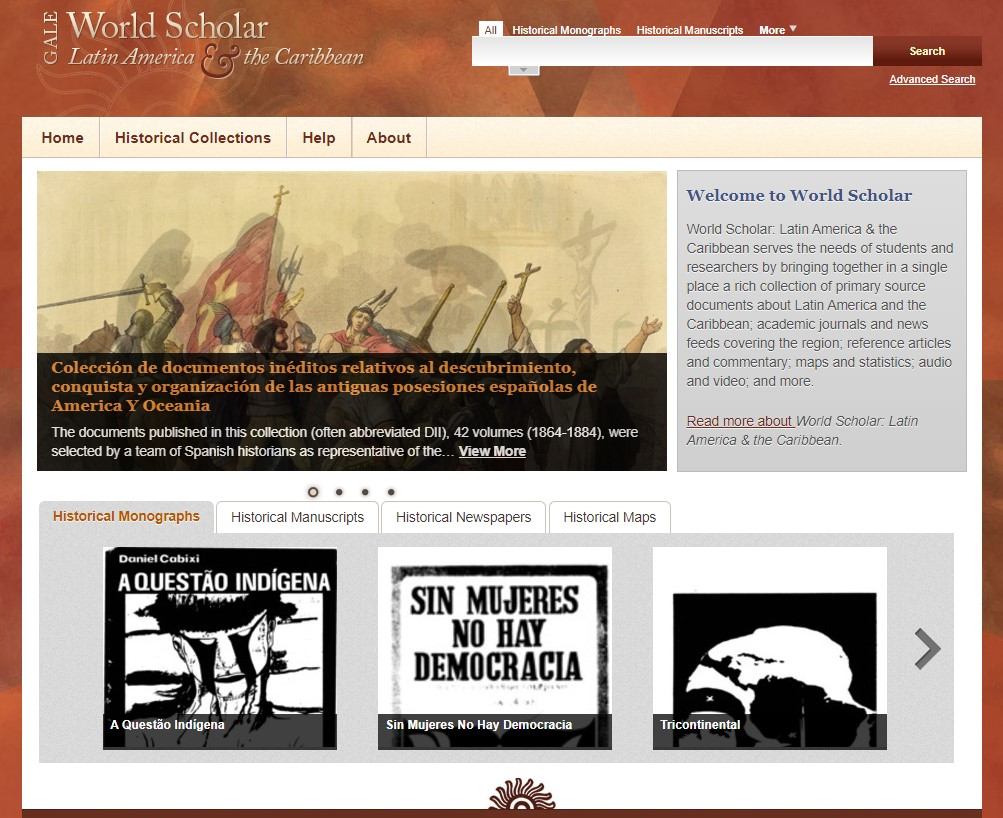 GALE World Scholar
Latin America & the Caribbean
All Historical Monographs Historical Manuscripts More
Search
Advanced Search
Home Historical Collections Help About
Colección de documentos inéditos relativos al descubrimiento,
conquista y organización de las antiguas posesiones españolas de
America Y Oceania
The documents published in this collection (often abbreviated DII), 42 volumes (1864-1884), were
selected by a team of Spanish historians as representative of the... View More
Welcome to World Scholar
World Scholar: Latin America & the
Caribbean serves the needs of students and
researchers by bringing together in a single
place a rich collection of primary source
documents about Latin America and the
Caribbean; academic journals and news
feeds covering the region; reference articles
and commentary; maps and statistics; audio
and video; and more.
Read more about World Scholar: Latin
America & the Caribbean.
Historical Monographs Historical Manuscripts Historical Newspapers Historical Maps
Daniel Cabixi
A QUESTÃO INDÍGENA
A Questão Indígena
SIN MUJERES
NO HAY
DEMOCRACIA
Sin Mujeres No Hay Democracia
Tricontinental